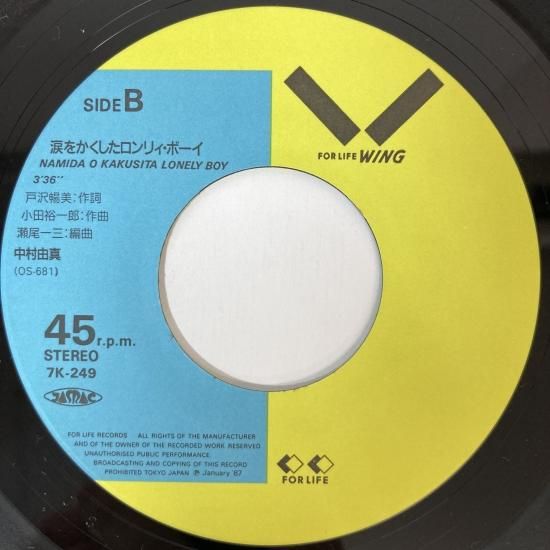 SIDE B
FOR LIFE WING
涙をかくしたロンリィ・ボーイ
NAMIDA O KAKUSITA LONELY BOY
3'36"
戸沢暢美:作詞
小田裕一郎:作曲
瀬尾一三:編曲
中村由真
(OS-681)
45r.p.m.
STEREO
7K-249
JASRAC
FOR LIFE RECORDS ALL RIGHTS OF THE MANUFACTURER
AND OF THE OWNER OF THE RECORDED WORK RESERVED
UNAUTHORISED PUBLIC PERFORMANCE.
BROADCASTING AND COPYING OF THIS RECORD
PROHIBITED TOKYO JAPAN Ⓟ January '87
FOR LIFE